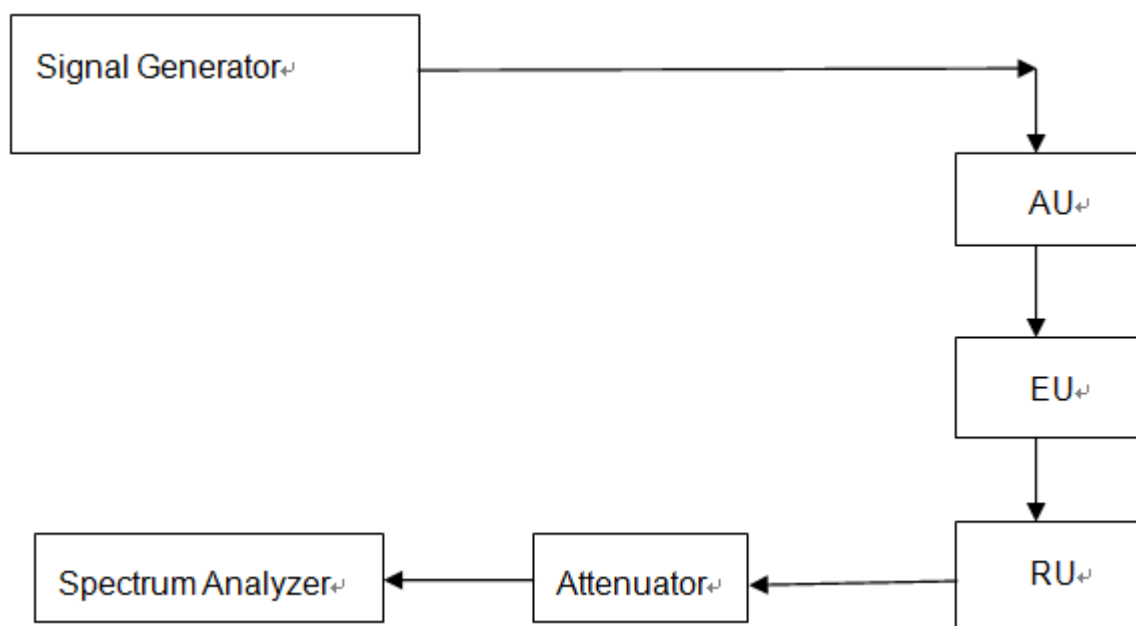 Signal Generator
AU
EU
RU
Attenuator
Spectrum Analyzer